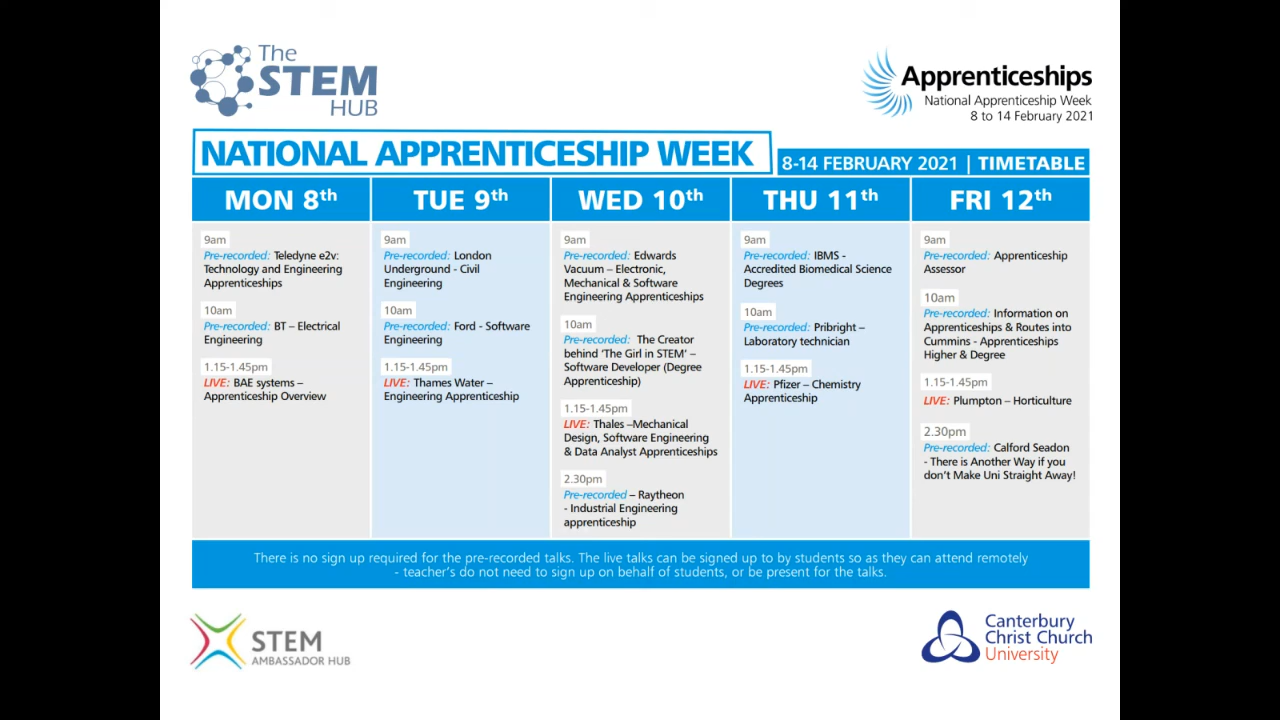 The
STEM
HUB
Apprenticeships
National Apprenticeship Week
8 to 14 February 2021
NATIONAL APPRENTICESHIP WEEK
8-14 FEBRUARY 2021 | TIMETABLE
MON 8th
9am
Pre-recorded: Teledyne e2v:
Technology and Engineering
Apprenticeships
10am
Pre-recorded: BT – Electrical
Engineering
1.15-1.45pm
LIVE: BAE systems –
Apprenticeship Overview
TUE 9th
9am
Pre-recorded: London
Underground - Civil
Engineering
10am
Pre-recorded: Ford - Software
Engineering
1.15-1.45pm
LIVE: Thames Water –
Engineering Apprenticeship
WED 10th
9am
Pre-recorded: Edwards
Vacuum – Electronic,
Mechanical & Software
Engineering Apprenticeships
10am
Pre-recorded: The Creator
behind ‘The Girl in STEM’ –
Software Developer (Degree
Apprenticeship)
1.15-1.45pm
LIVE: Thales –Mechanical
Design, Software Engineering
& Data Analyst Apprenticeships
2.30pm
Pre-recorded – Raytheon
- Industrial Engineering
apprenticeship
THU 11th
9am
Pre-recorded: IBMS -
Accredited Biomedical Science
Degrees
10am
Pre-recorded: Pribright –
Laboratory technician
1.15-1.45pm
LIVE: Pfizer – Chemistry
Apprenticeship
FRI 12th
9am
Pre-recorded: Apprenticeship
Assessor
10am
Pre-recorded: Information on
Apprenticeships & Routes into
Cummins - Apprenticeships
Higher & Degree
1.15-1.45pm
LIVE: Plumpton – Horticulture
2.30pm
Pre-recorded: Calford Seadon
- There is Another Way if you
don’t Make Uni Straight Away!
There is no sign up required for the pre-recorded talks. The live talks can be signed up to by students so as they can attend remotely
- teacher’s do not need to sign up on behalf of students, or be present for the talks.
STEM
AMBASSADOR HUB
Canterbury
Christ Church
University